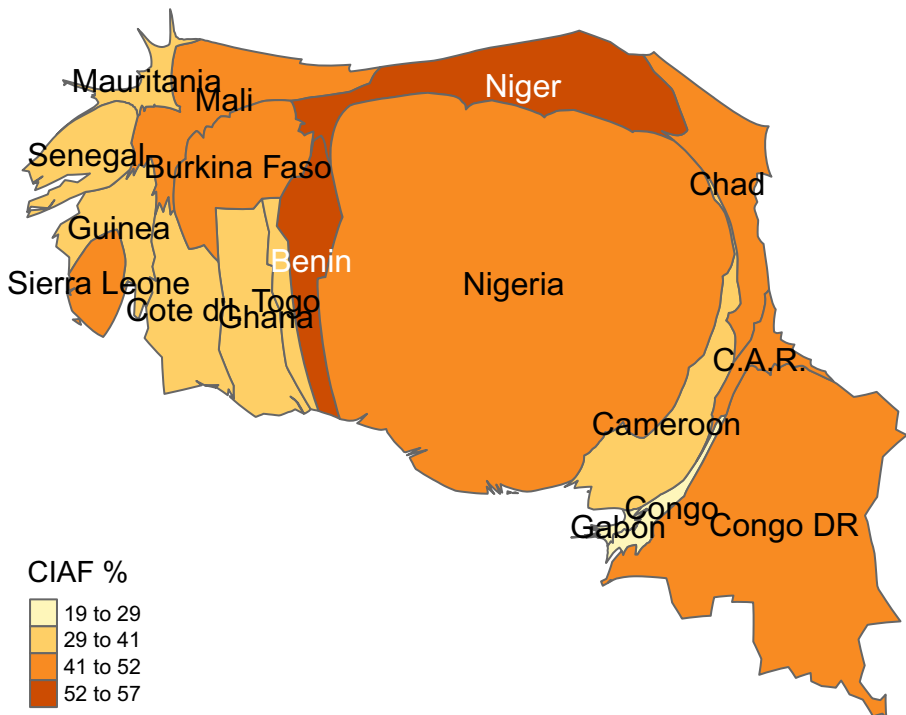 Mauritania
Mali
Niger
Senegal
Burkina Faso
Chad
Guinea
Benin
Sierra Leone
Nigeria
Togo
Cote d'I.
Ghana
C.A.R.
Cameroon
Congo
Gabon
Congo DR
CIAF %
19 to 29
29 to 41
41 to 52
52 to 57